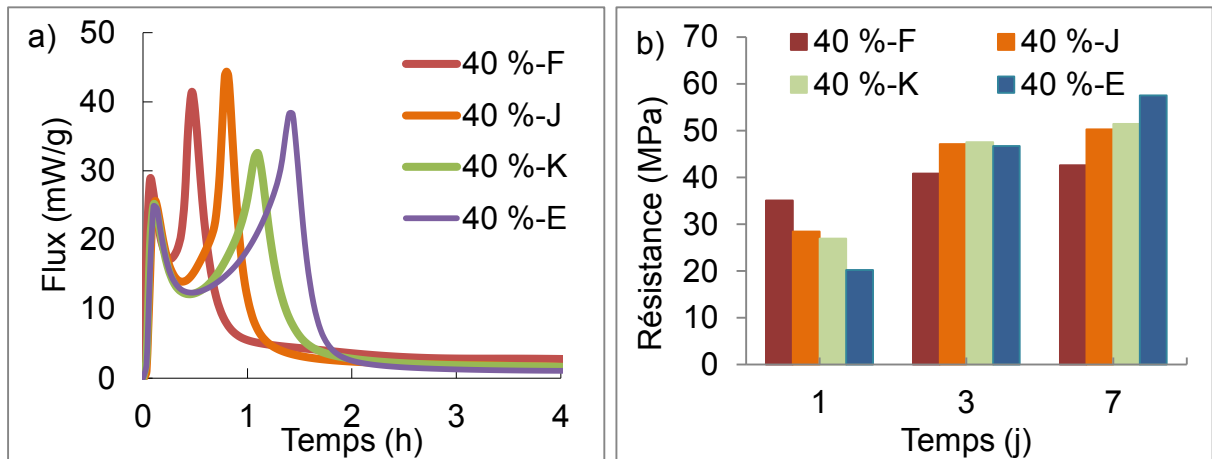 a)
50
40
30
20
10
0
Flux (mW/g)
40 %-F
40 %-J
40 %-K
40 %-E
0 1 2 3 4
Temps (h)
b)
70
60
50
40
30
20
10
0
Résistance (MPa)
40 %-F 40 %-J
40 %-K 40 %-E
1 3 7
Temps (j)